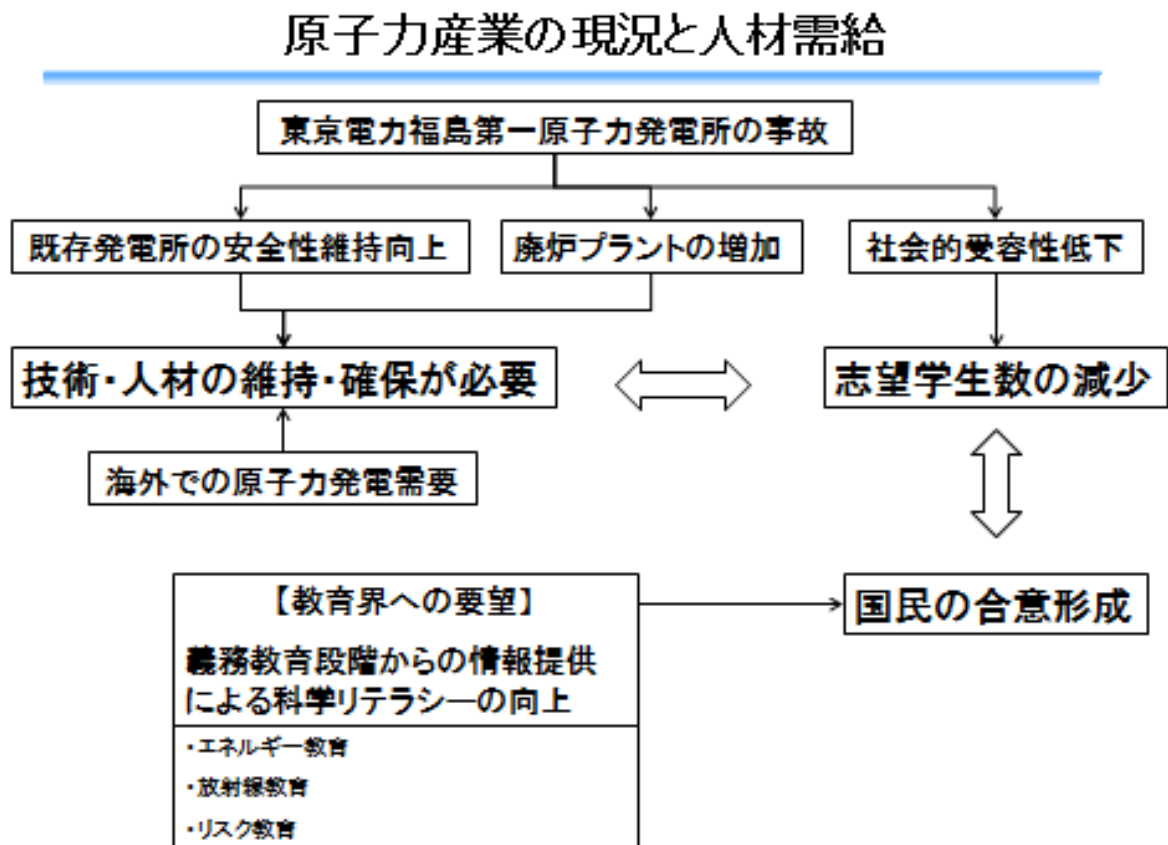 原子力産業の現況と人材需給
東京電力福島第一原子力発電所の事故
既存発電所の安全性維持向上
廃炉プラントの増加
社会的受容性低下
技術・人材の維持・確保が必要
志望学生数の減少
海外での原子力発電需要
【教育界への要望】
義務教育段階からの情報提供
による科学リテラシーの向上
・エネルギー教育
・放射線教育
・リスク教育
国民の合意形成